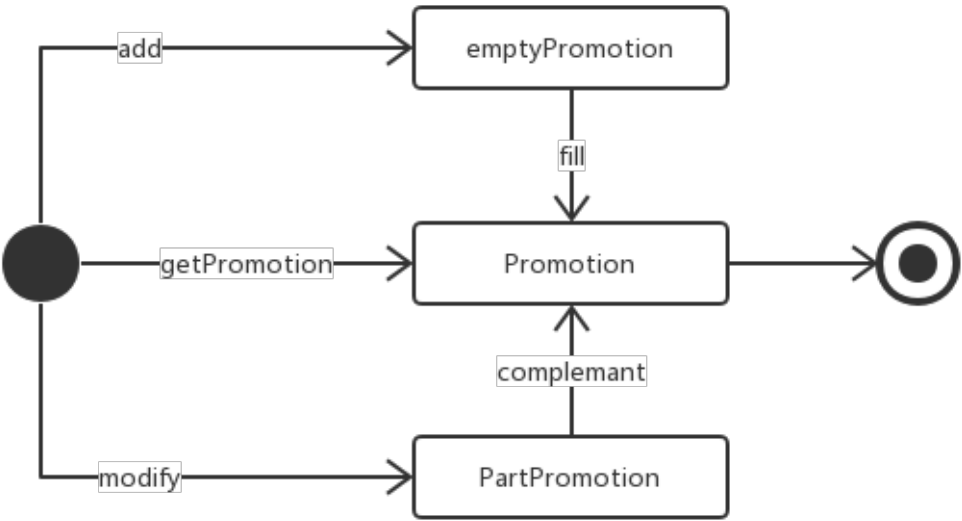 add
emptyPromotion
fill
getPromotion
Promotion
complemant
modify
PartPromotion